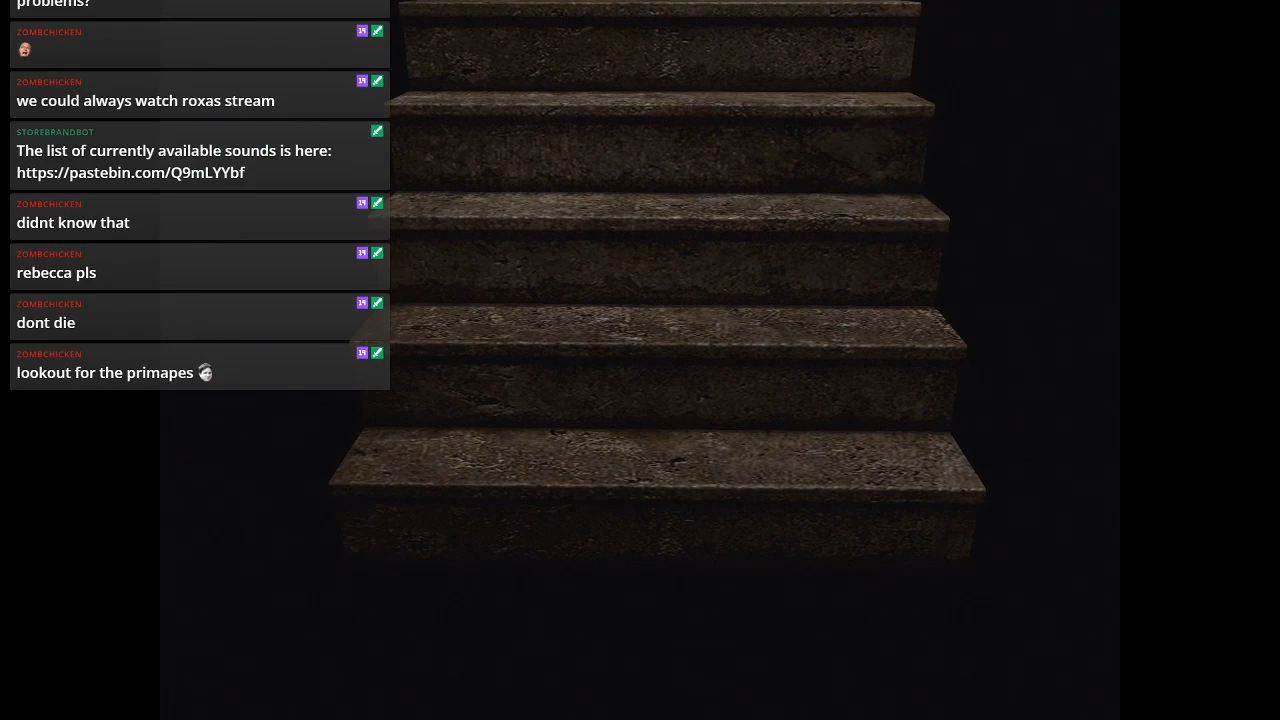 problems?
ZOMBCHICKEN
ZOMBCHICKEN
we could always watch roxas stream
STOREBRANDBOT
The list of currently available sounds is here:
https://pastebin.com/Q9mLYYbf
ZOMBCHICKEN
didnt know that
ZOMBCHICKEN
rebecca pls
ZOMBCHICKEN
dont die
ZOMBCHICKEN
lookout for the primapes